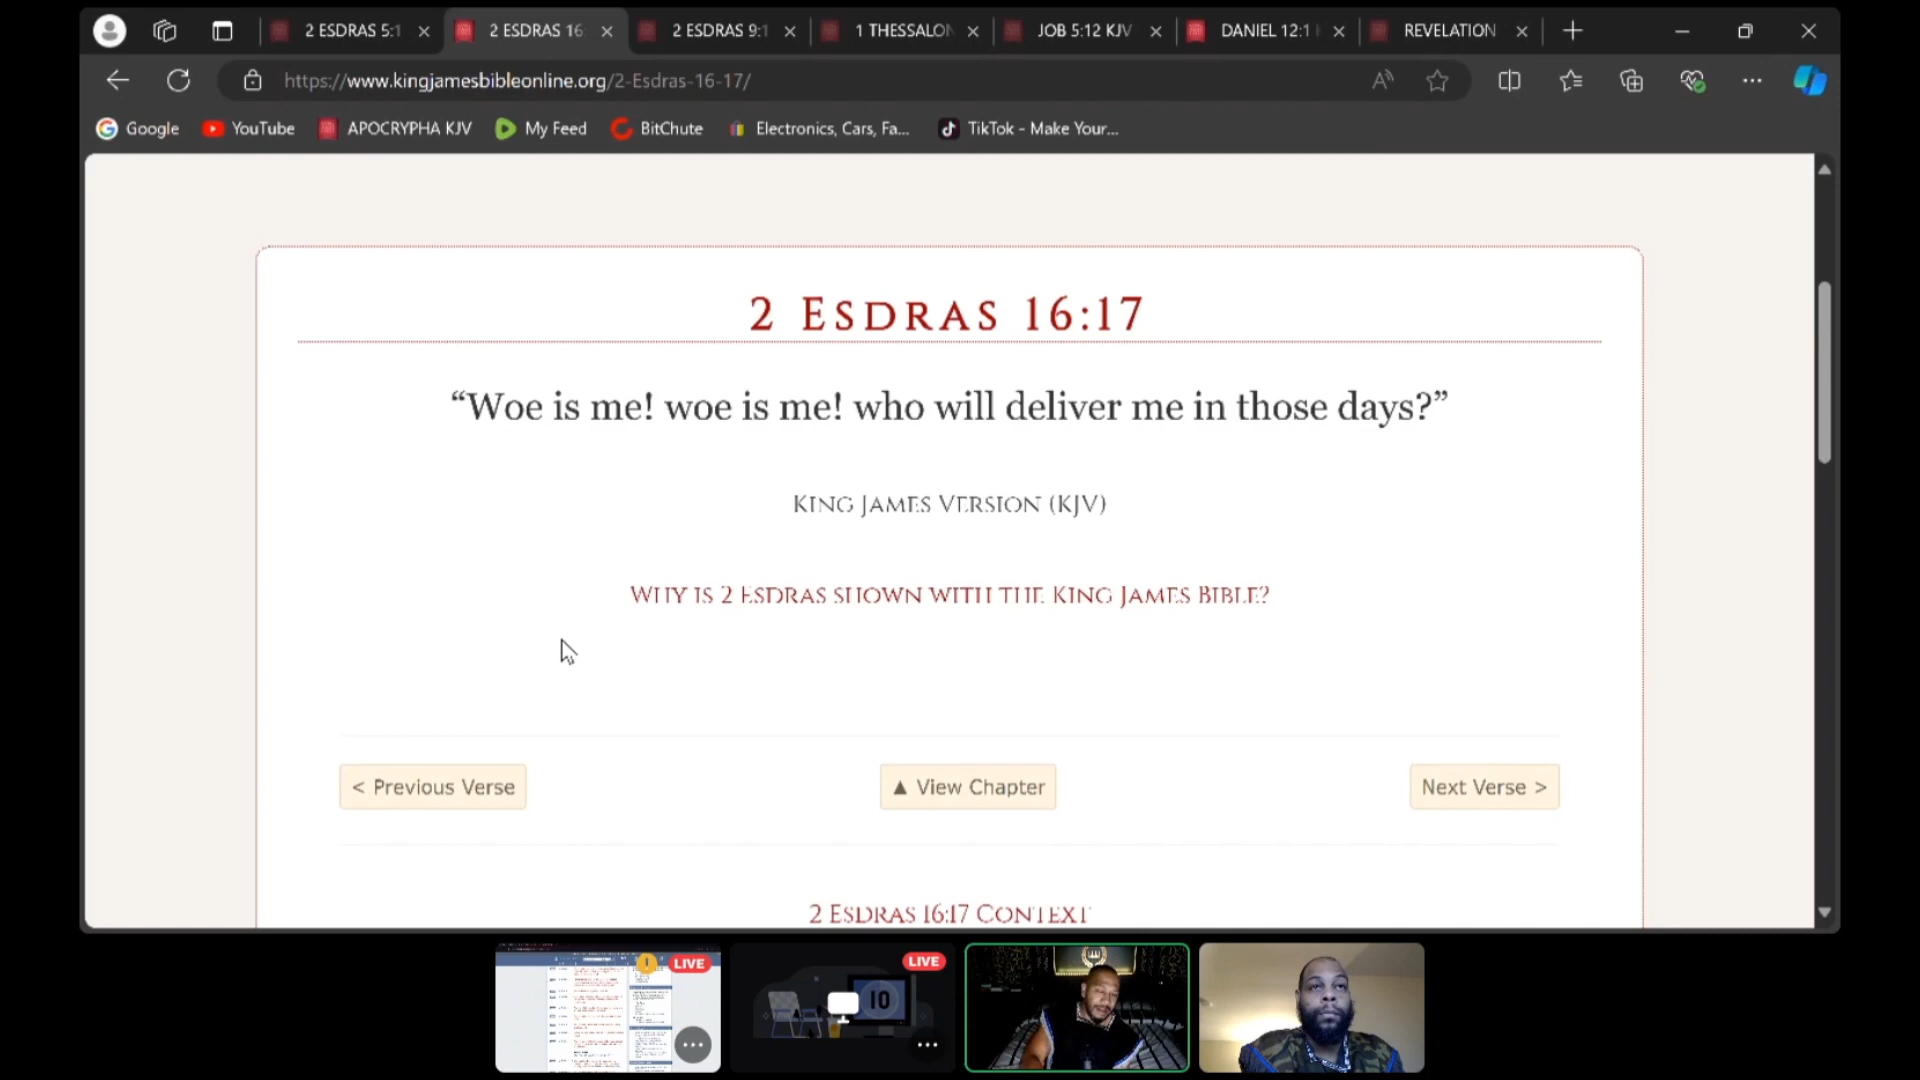 2 ESDRAS 5:1
2 ESDRAS 16:
2 ESDRAS 9:1
1 THESSALON
JOB 5:12 KJV
DANIEL 12:1
REVELATION
https://www.kingjamesbibleonline.org/2-Esdras-16-17/
Google
YouTube
APOCRYPHA KJV
My Feed
BitChute
Electronics, Cars, Fa...
TikTok - Make Your...
2 ESDRAS 16:17
“Woe is me! woe is me! who will deliver me in those days?”
KING JAMES VERSION (KJV)
WHY IS 2 ESDRAS SHOWN WITH THE KING JAMES BIBLE?
< Previous Verse
▲ View Chapter
Next Verse >
2 ESDRAS 16:17 CONTEXT
LIVE
LIVE
10